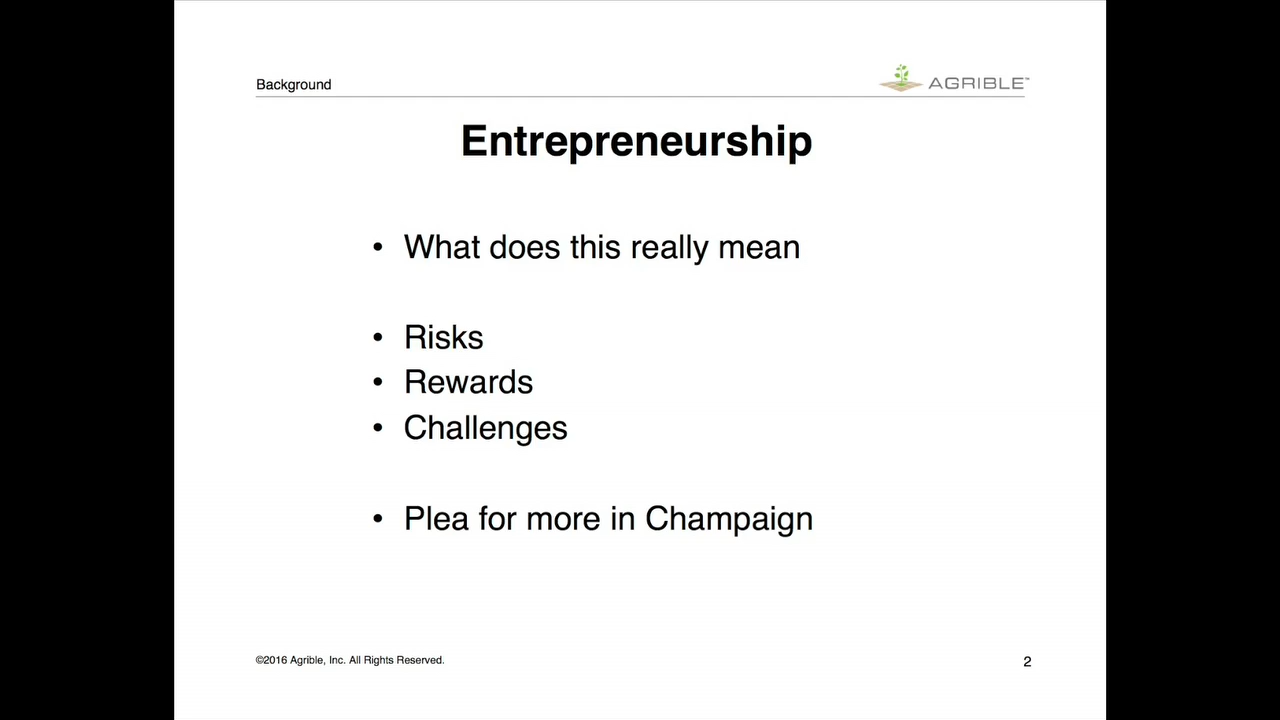 Background
AGRIBLE™
Entrepreneurship
• What does this really mean
• Risks
• Rewards
• Challenges
• Plea for more in Champaign
©2016 Agrible, Inc. All Rights Reserved.
2